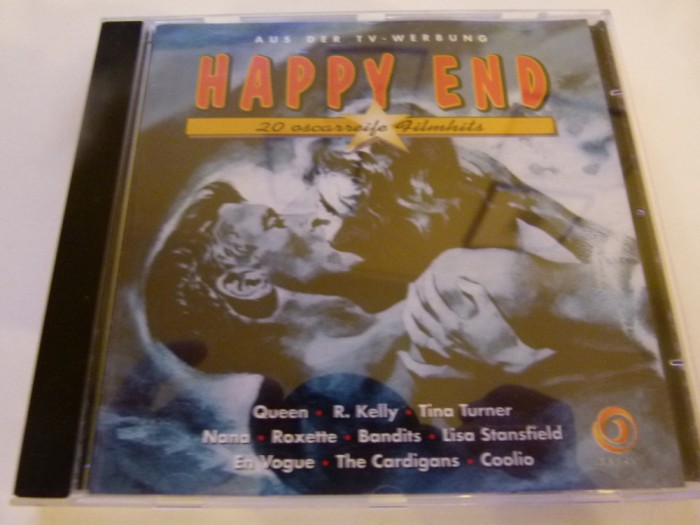 AUS DER TV-WERBUNG
HAPPY END
20 oscarreife Filmhits
Queen • R. Kelly • Tina Turner
Nana • Roxette • Bandits • Lisa Stansfield
En Vogue • The Cardigans • Coolio